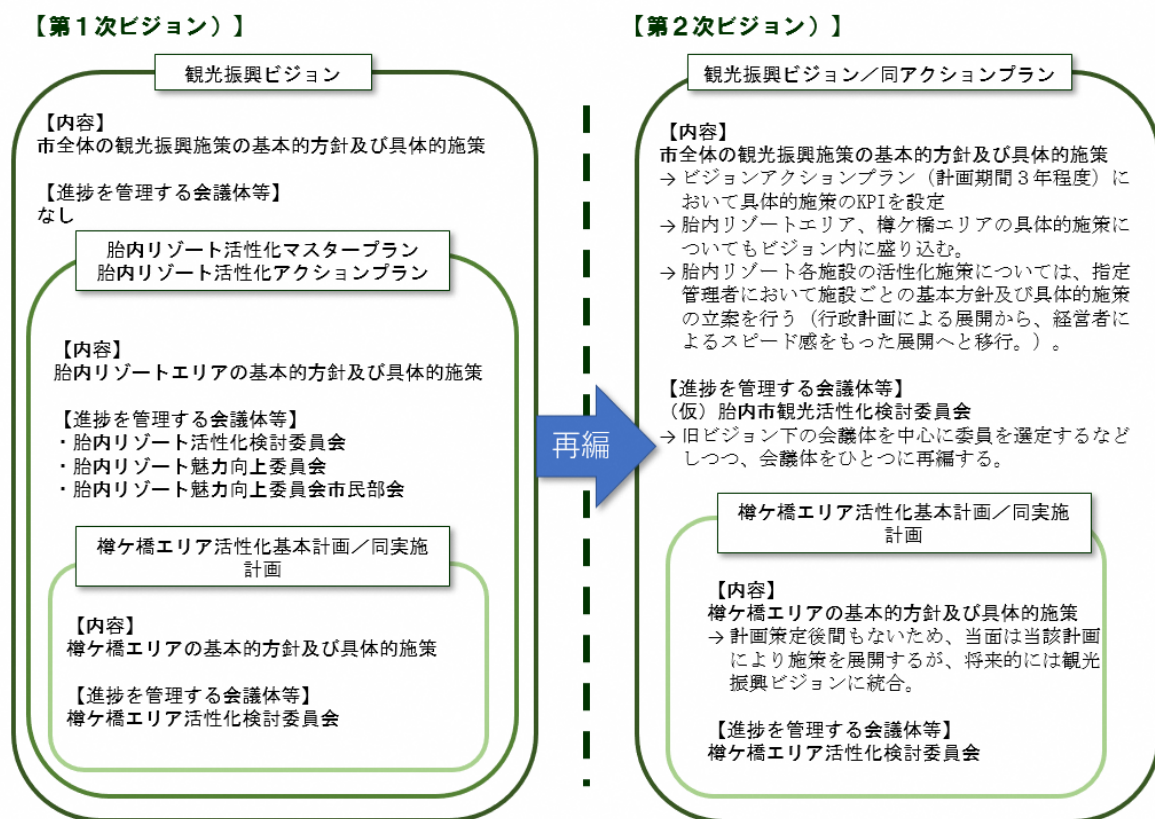 【第1次ビジョン）】
観光振興ビジョン
【内容】
市全体の観光振興施策の基本的方針及び具体的施策
【進捗を管理する会議体等】
なし
胎内リゾート活性化マスタープラン
胎内リゾート活性化アクションプラン
【内容】
胎内リゾートエリアの基本的方針及び具体的施策
【進捗を管理する会議体等】
・胎内リゾート活性化検討委員会
・胎内リゾート魅力向上委員会
・胎内リゾート魅力向上委員会市民部会
樽ケ橋エリア活性化基本計画／同実施
計画
【内容】
樽ケ橋エリアの基本的方針及び具体的施策
【進捗を管理する会議体等】
樽ケ橋エリア活性化検討委員会
再編
【第2次ビジョン）】
観光振興ビジョン／同アクションプラン
【内容】
市全体の観光振興施策の基本的方針及び具体的施策
→ ビジョンアクションプラン（計画期間３年程度）に
おいて具体的施策のKPIを設定
→ 胎内リゾートエリア、樽ケ橋エリアの具体的施策に
ついてもビジョン内に盛り込む。
→ 胎内リゾート各施設の活性化施策については、指定
管理者において施設ごとの基本方針及び具体的施策
の立案を行う（行政計画による展開から、経営者に
よるスピード感をもった展開へと移行。）。
【進捗を管理する会議体等】
（仮）胎内市観光活性化検討委員会
→ 旧ビジョン下の会議体を中心に委員を選定するなど
しつつ、会議体をひとつに再編する。
樽ケ橋エリア活性化基本計画／同実施
計画
【内容】
樽ケ橋エリアの基本的方針及び具体的施策
→ 計画策定後間もないため、当面は当該計画
により施策を展開するが、将来的には観光
振興ビジョンに統合。
【進捗を管理する会議体等】
樽ケ橋エリア活性化検討委員会